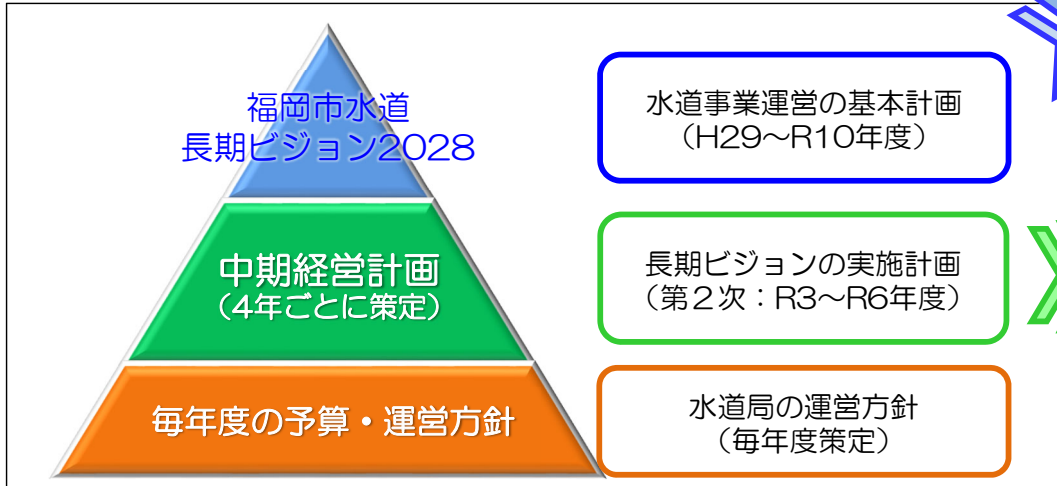 福岡市水道
長期ビジョン2028
水道事業運営の基本計画
（H29～R10年度）
中期経営計画
（4年ごとに策定）
長期ビジョンの実施計画
（第２次：R3～R6年度）
毎年度の予算・運営方針
水道局の運営方針
（毎年度策定）